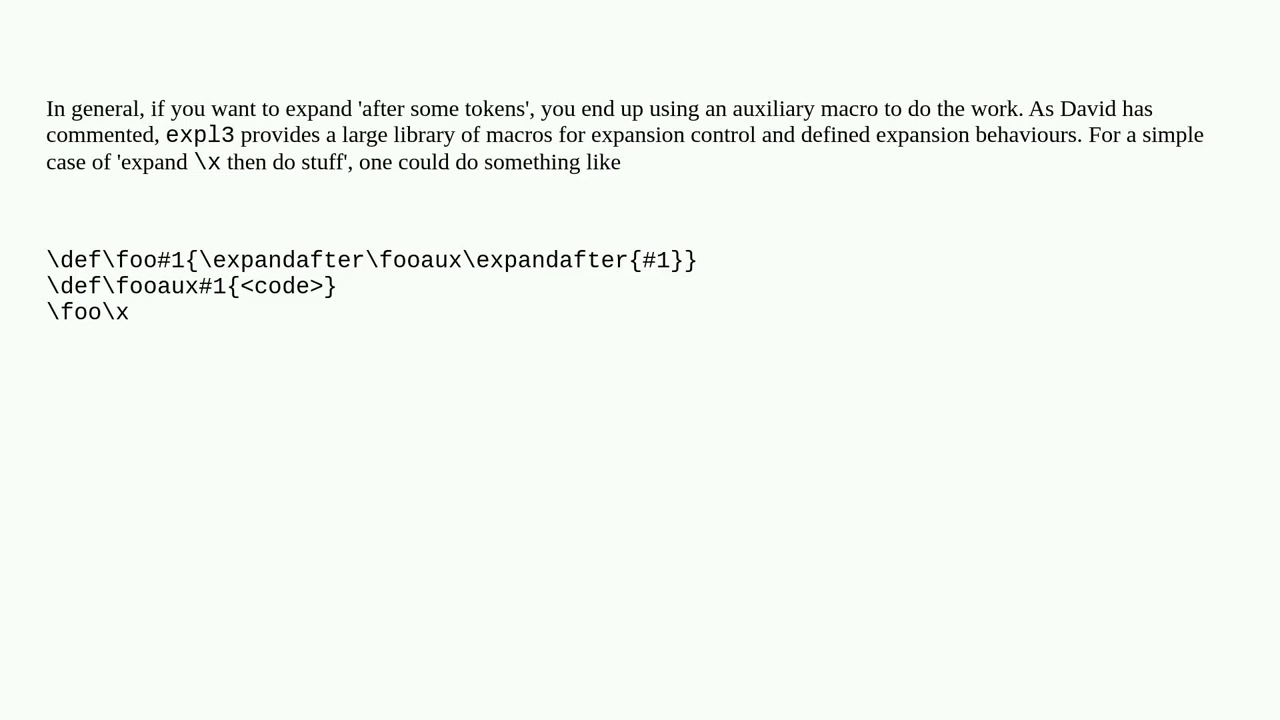 In general, if you want to expand 'after some tokens', you end up using an auxiliary macro to do the work. As David has
commented, expl3 provides a large library of macros for expansion control and defined expansion behaviours. For a simple
case of 'expand \x then do stuff', one could do something like
\def\foo#1{\expandafter\fooaux\expandafter{#1}}
\def\fooaux#1{<code>}
\foo\x